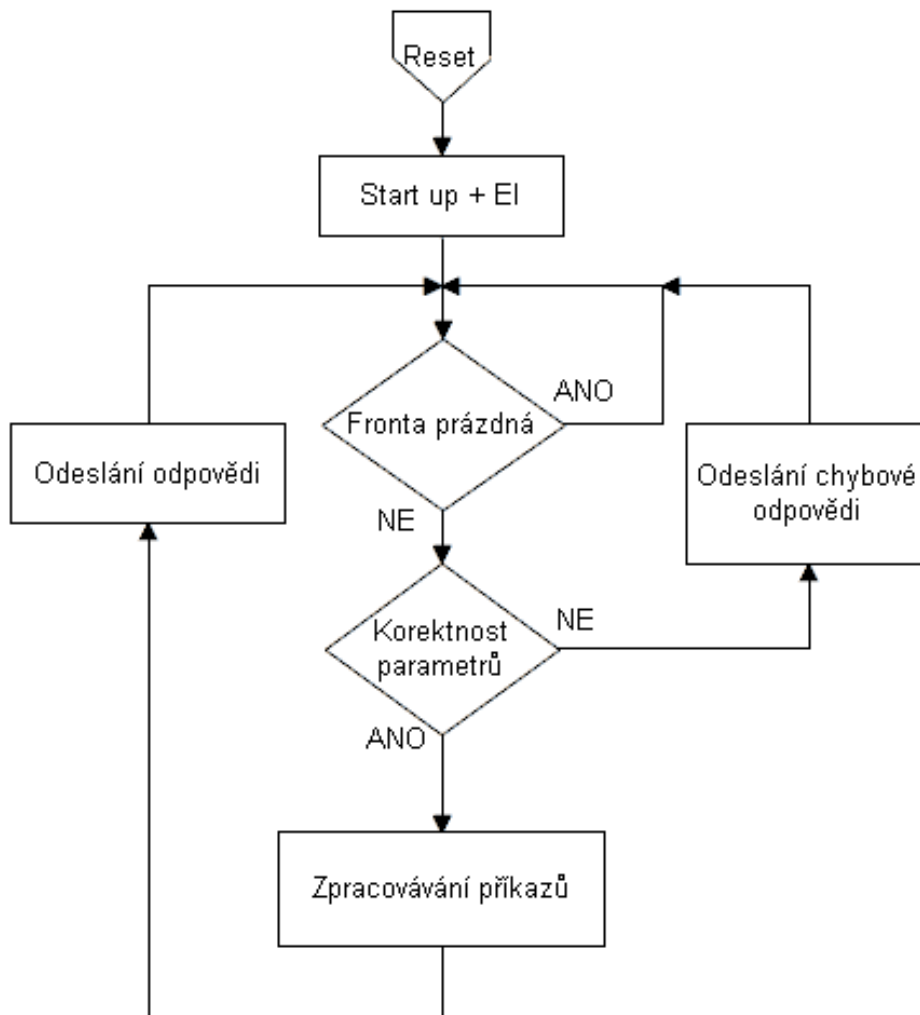 Reset
Start up + EI
Fronta prázdná
ANO
NE
Odeslání odpovědi
Odeslání chybové
odpovědi
Korektnost
parametrů
NE
ANO
Zpracovávání příkazů